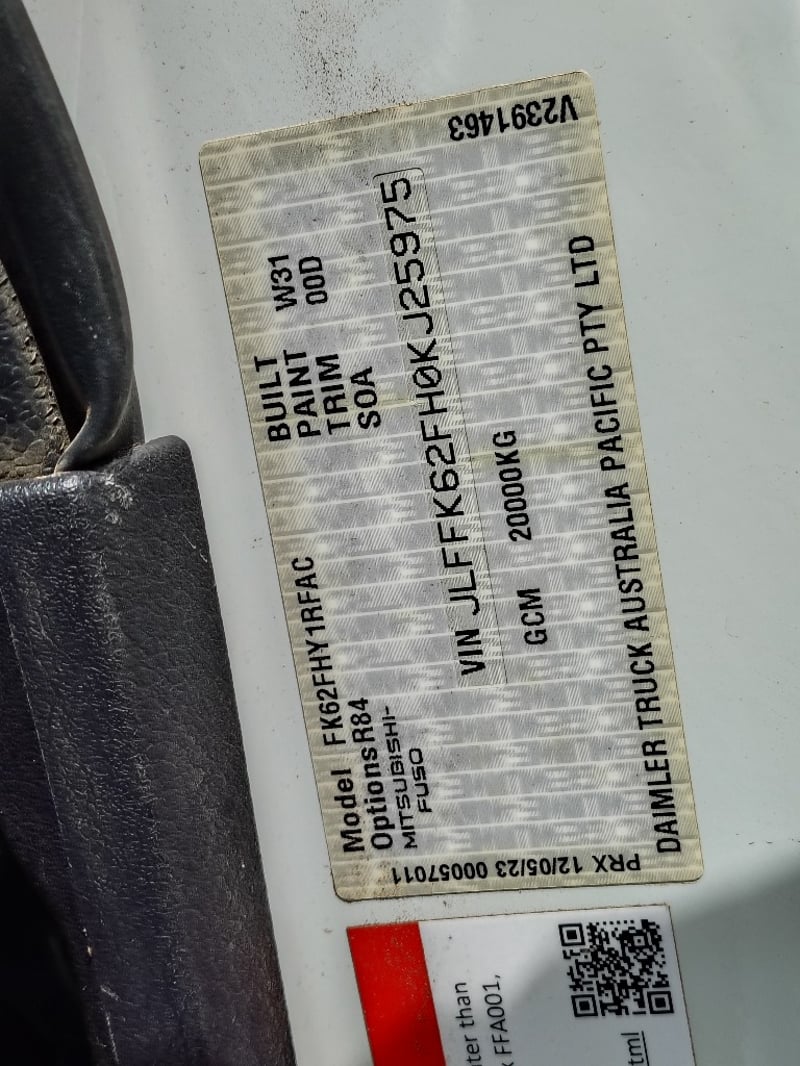 Model FK62FHY1RFAC BUILT
Options R84 PAINT W31
MITSUBISHI- TRIM 00D
FUSO SOA
VIN JLFFK62FH0KJ25975
GCM 20000KG
DAIMLER TRUCK AUSTRALIA PACIFIC PTY LTD
PRX 12/05/23 00057011
V2391463
ter than
FFA001,
tml